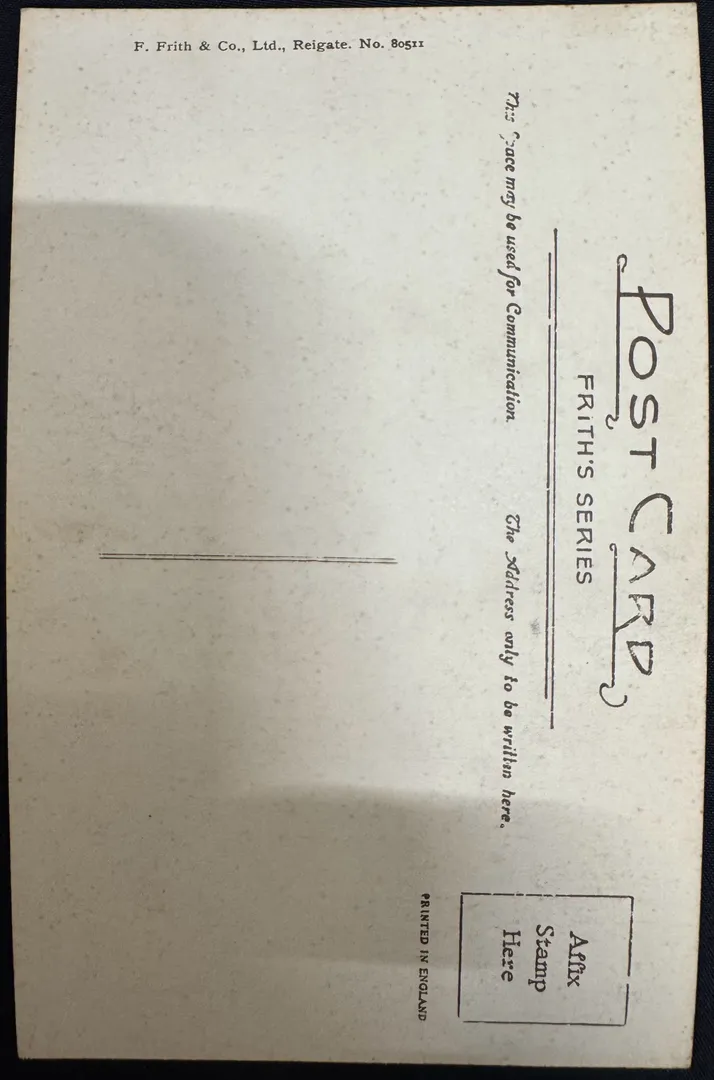 F. Frith & Co., Ltd., Reigate. No. 80511
POST CARD
FRITH'S SERIES
This Space may be used for Communication.
The Address only to be written here.
Affix
Stamp
Here
PRINTED IN ENGLAND